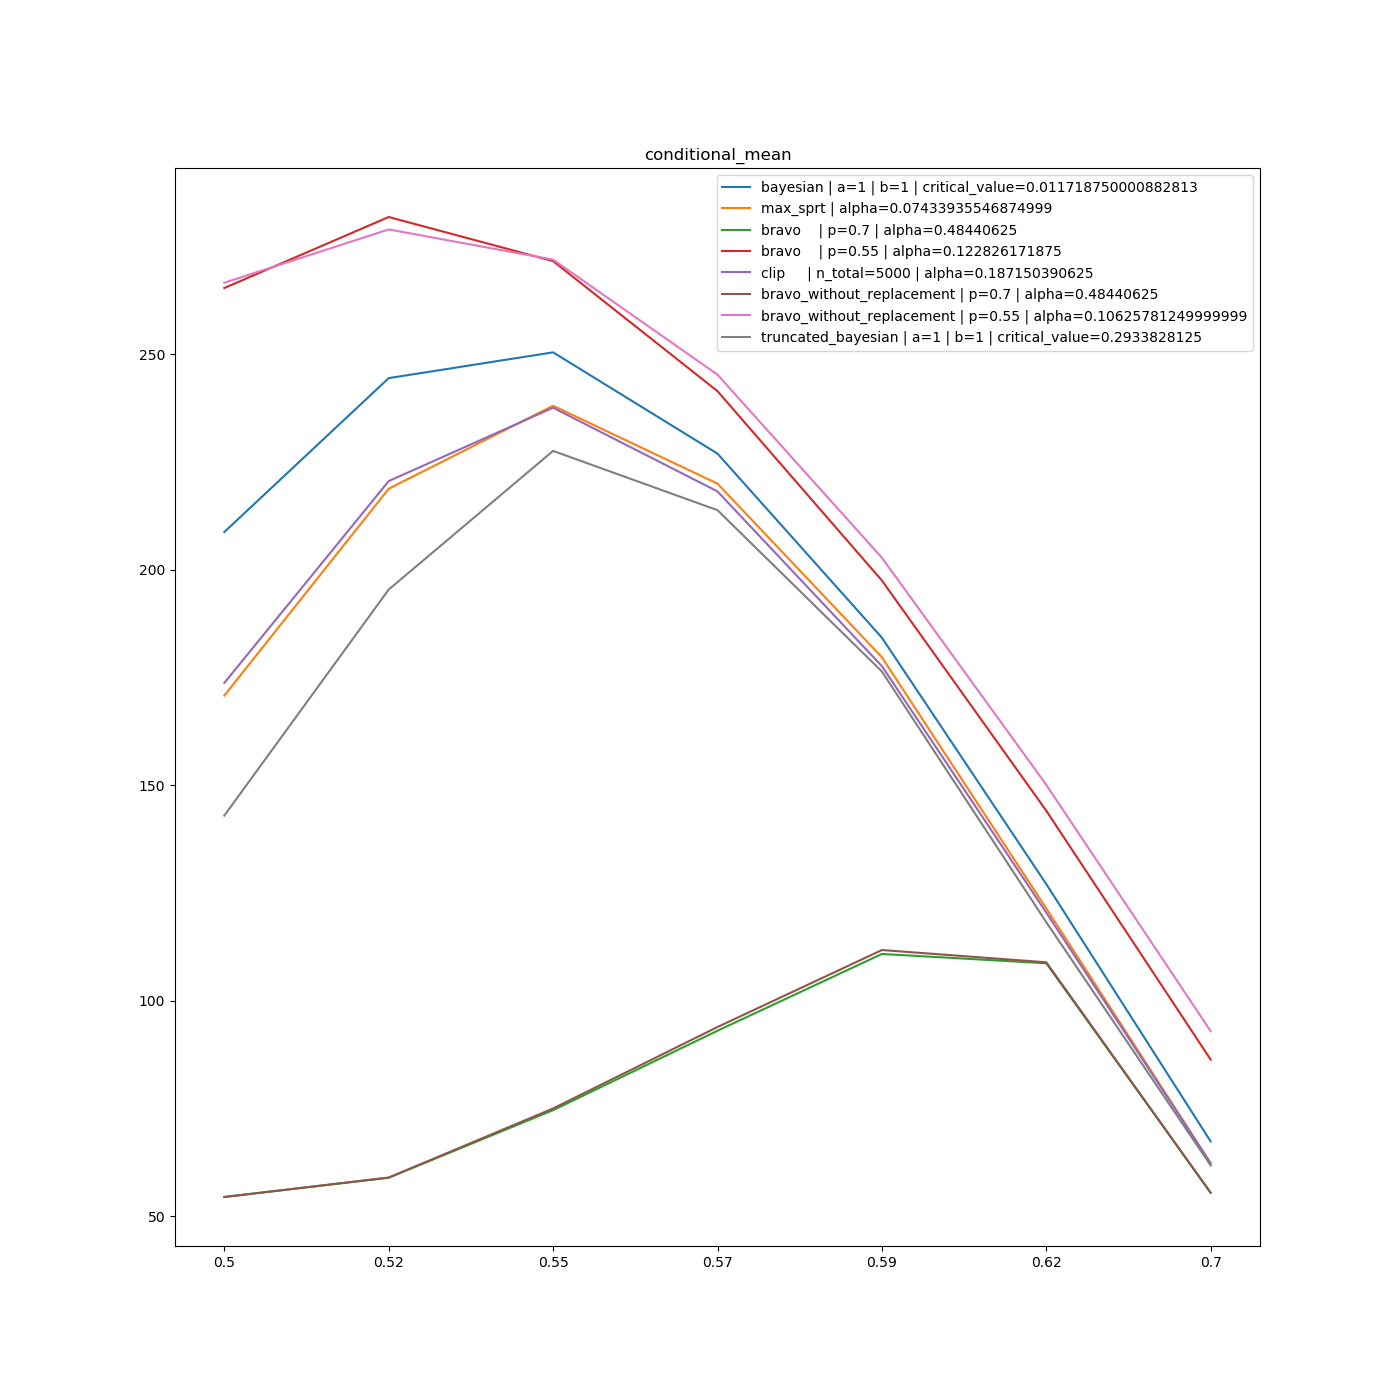 conditional_mean
bayesian | a=1 | b=1 | critical_value=0.011718750000882813
max_sprt | alpha=0.07433935546874999
bravo    | p=0.7 | alpha=0.48440625
bravo    | p=0.55 | alpha=0.122826171875
clip     | n_total=5000 | alpha=0.187150390625
bravo_without_replacement | p=0.7 | alpha=0.48440625
bravo_without_replacement | p=0.55 | alpha=0.10625781249999999
truncated_bayesian | a=1 | b=1 | critical_value=0.2933828125
250
200
150
100
50
0.5 0.52 0.55 0.57 0.59 0.62 0.7